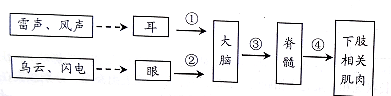 雷声、风声
耳
①
乌云、闪电
眼
②
大脑
③
脊髓
④
下肢相关肌肉